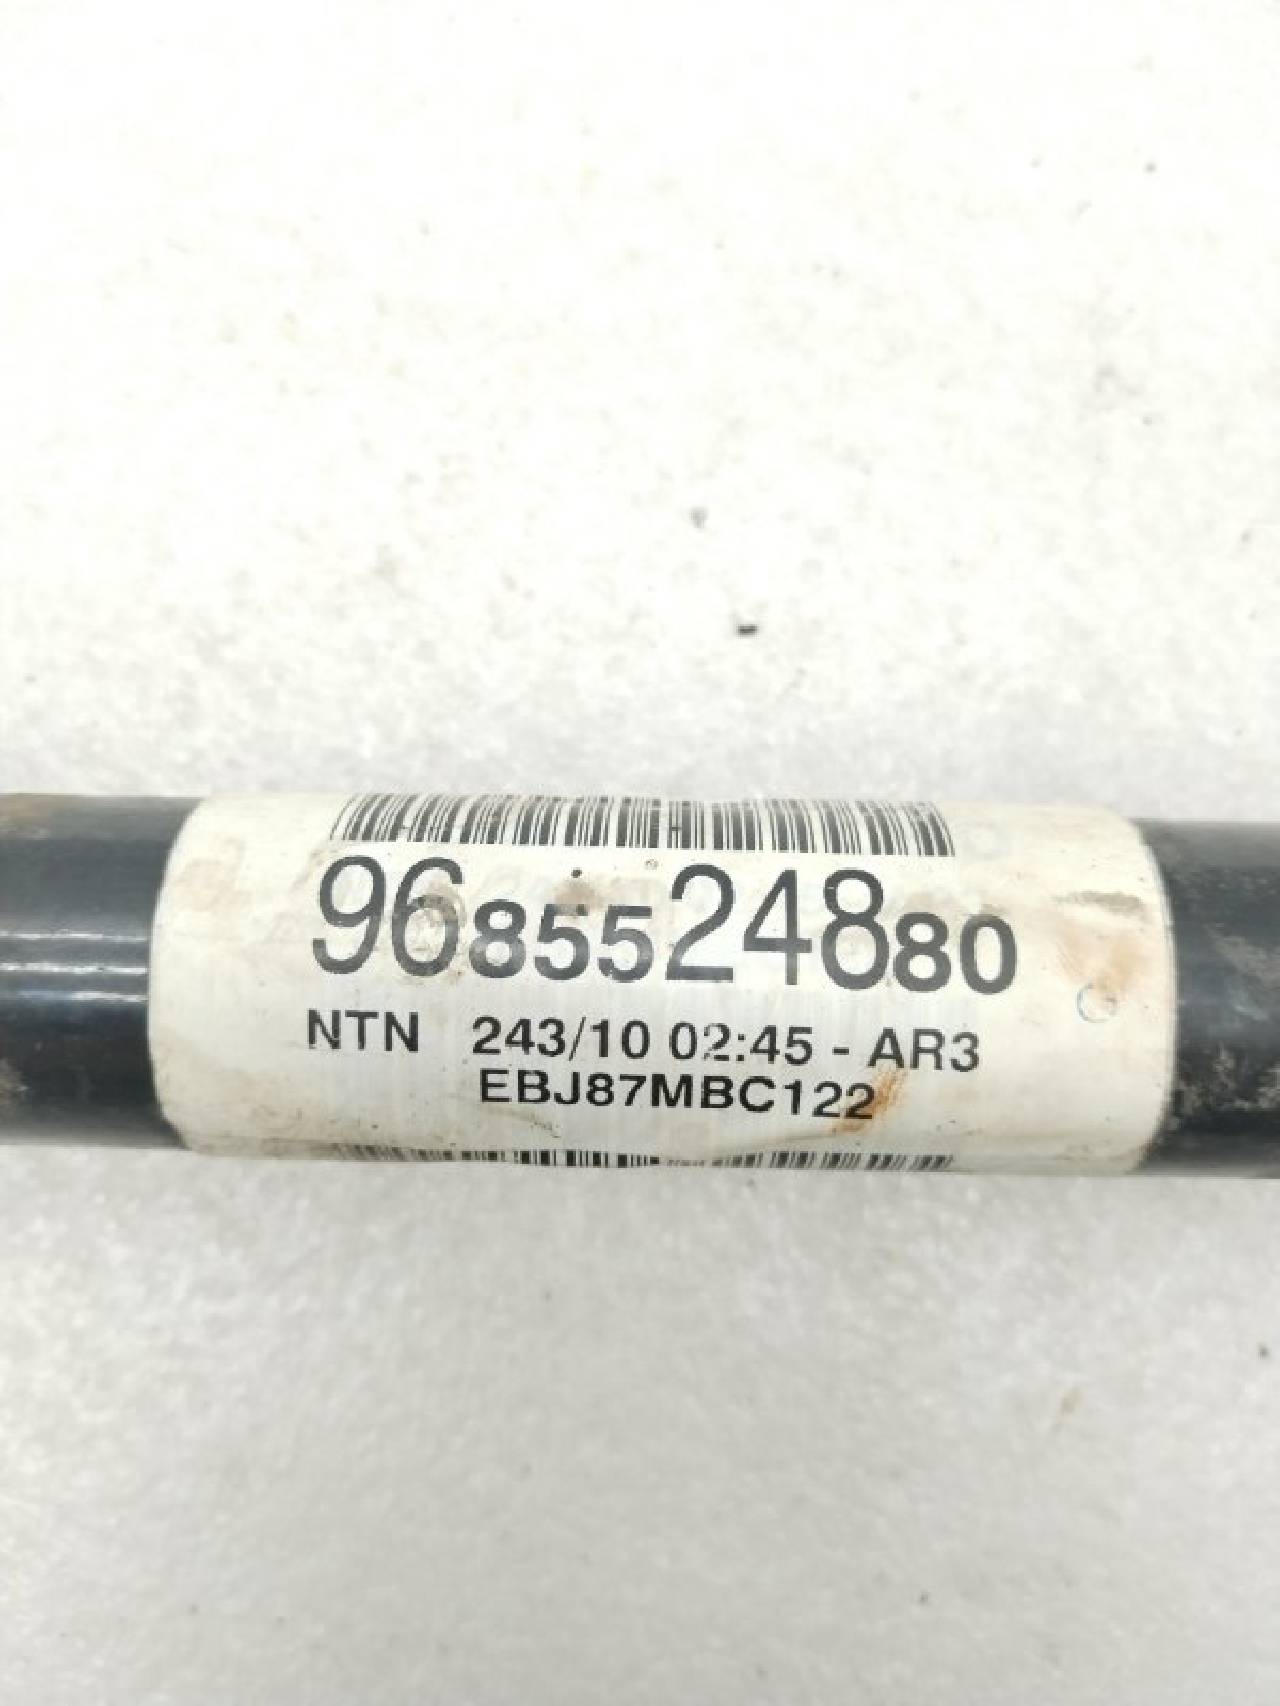 9685524880
NTN 243/10 02:45 - AR3
EBJ87MBC122